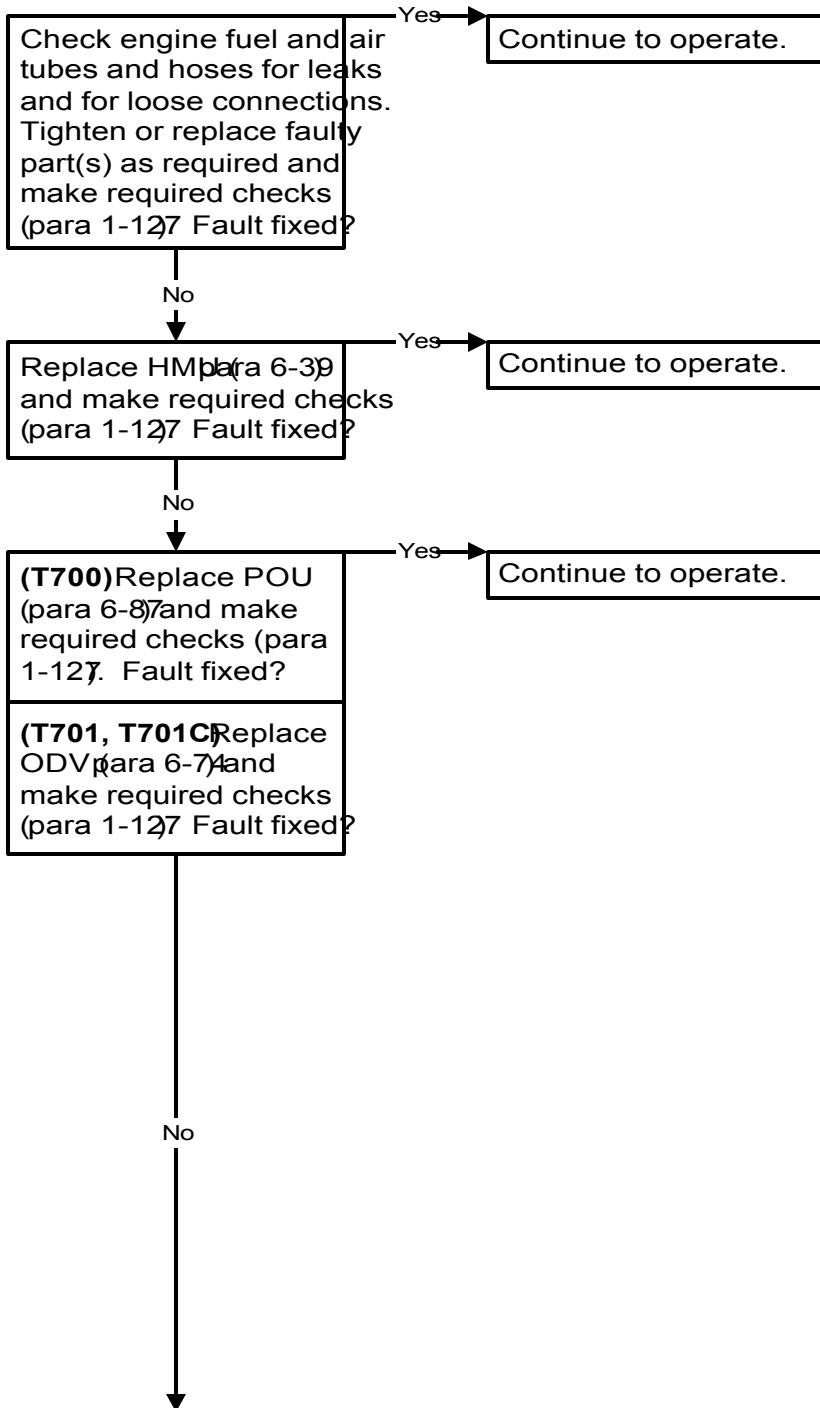 Yes
Check engine fuel and air
Continue to operate.
tubes and hoses for leaks
and for loose connections.
Tighten or replace faulty
part(s) as required and
make required checks
(para 1-127). Fault fixed?
No
Yes
Replace HMU (para 6-39)
Continue to operate.
and make required checks
(para 1-127). Fault fixed?
No
Yes
(T700) Replace POU
Continue to operate.
(para 6-87) and make
required checks (para
1-127). Fault fixed?
(T701, T701C) Replace
ODV (para 6-74) and
make required checks
(para 1-127). Fault fixed?
No